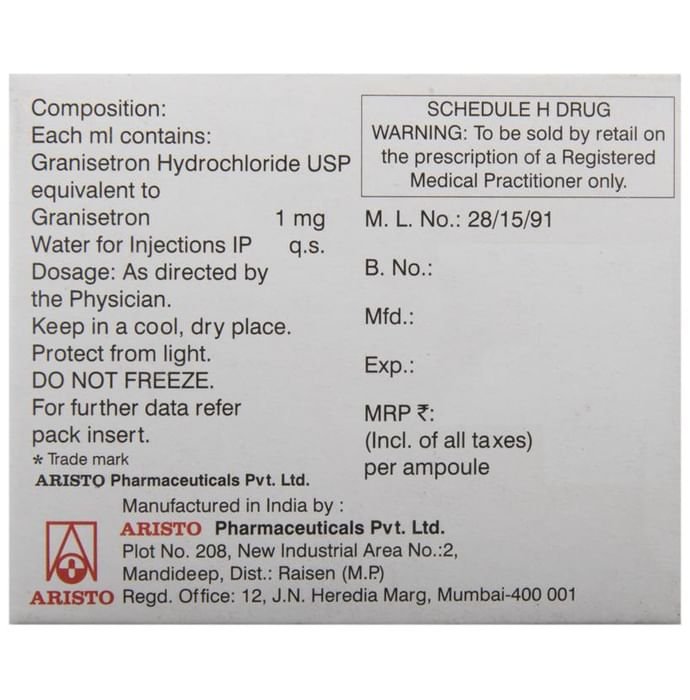 Composition:
Each ml contains:
Granisetron Hydrochloride USP
equivalent to
Granisetron 1 mg
Water for Injections IP q.s.
Dosage: As directed by
the Physician.
Keep in a cool, dry place.
Protect from light.
DO NOT FREEZE.
For further data refer
pack insert.
* Trade mark
ARISTO Pharmaceuticals Pvt. Ltd.
SCHEDULE H DRUG
WARNING: To be sold by retail on
the prescription of a Registered
Medical Practitioner only.
M. L. No.: 28/15/91
B. No.:
Mfd.:
Exp.:
MRP ₹:
(Incl. of all taxes)
per ampoule
Manufactured in India by :
ARISTO Pharmaceuticals Pvt. Ltd.
Plot No. 208, New Industrial Area No.:2,
Mandideep, Dist.: Raisen (M.P.)
Regd. Office: 12, J.N. Heredia Marg, Mumbai-400 001
ARISTO